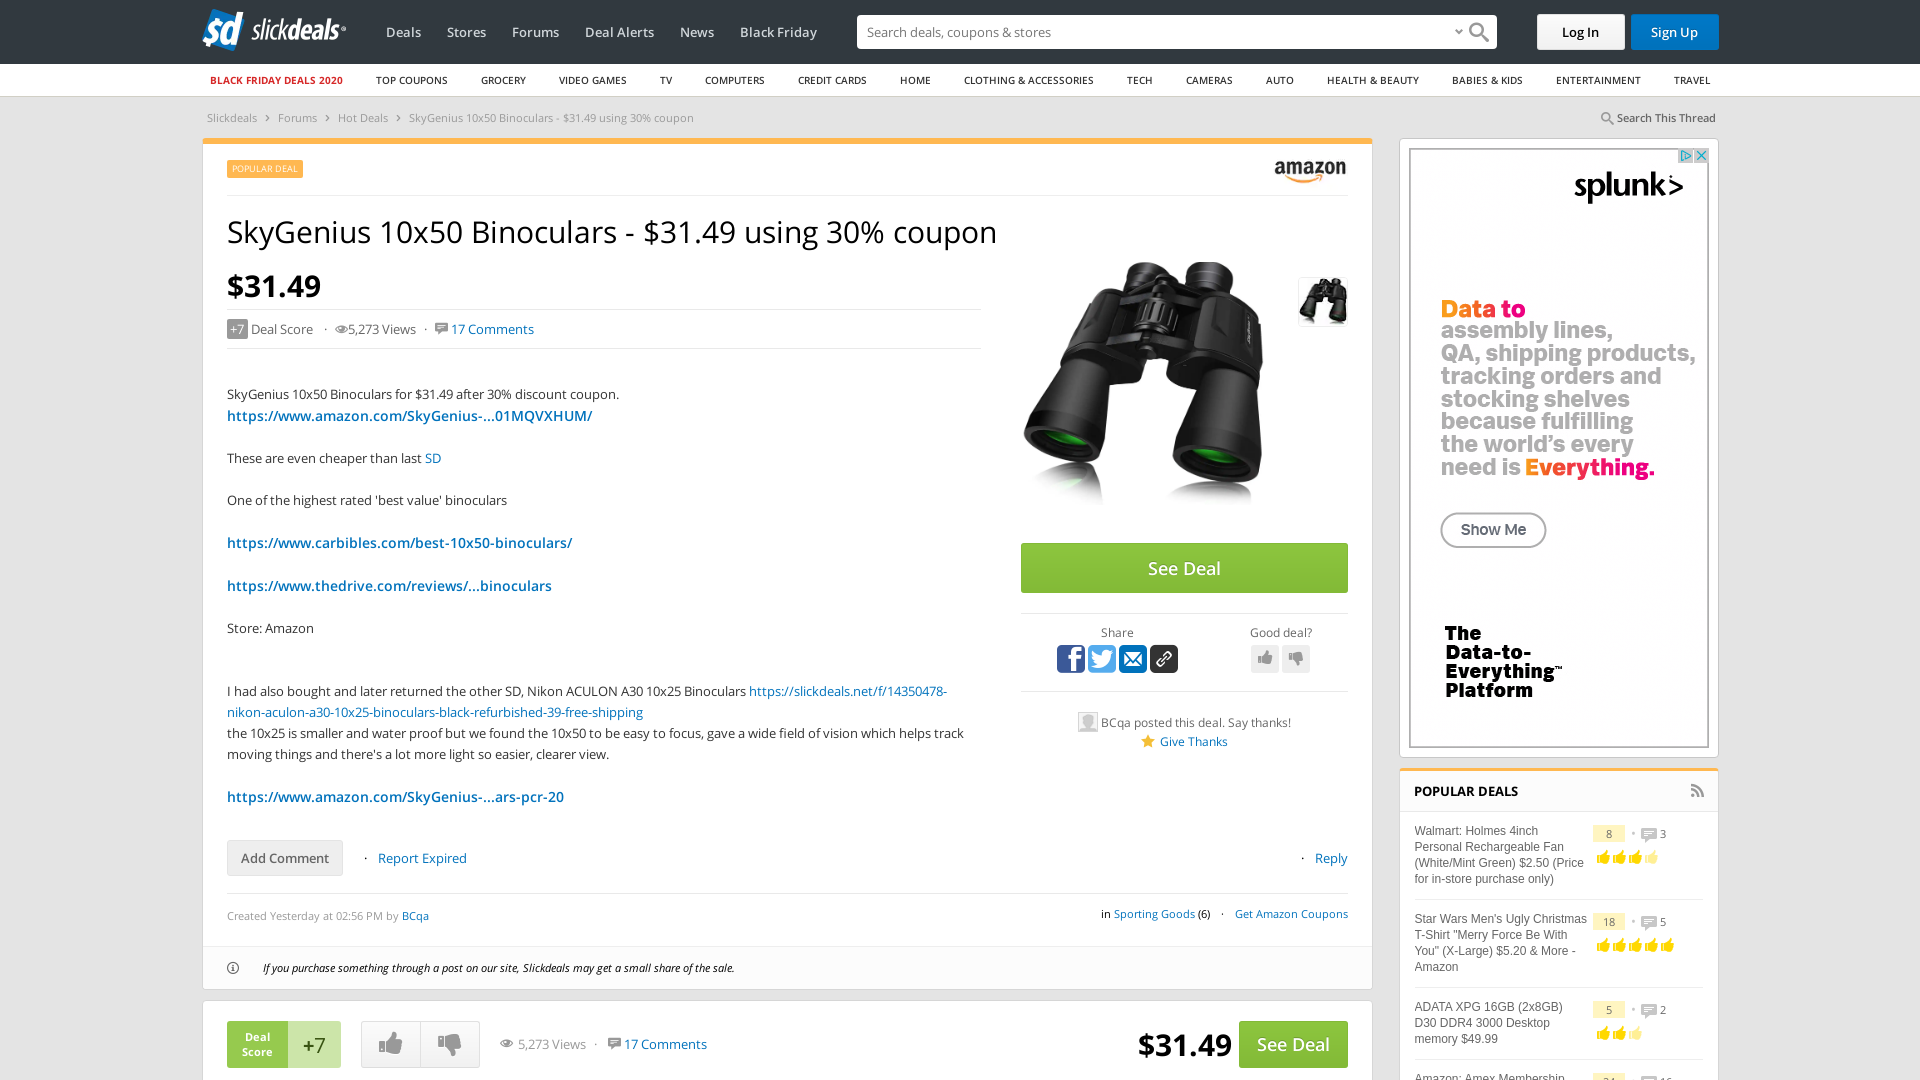 sd slickdeals
Deals
Stores
Forums
Deal Alerts
News
Black Friday
Search deals, coupons & stores
Log In
Sign Up
BLACK FRIDAY DEALS 2020
TOP COUPONS
GROCERY
VIDEO GAMES
TV
COMPUTERS
CREDIT CARDS
HOME
CLOTHING & ACCESSORIES
TECH
CAMERAS
AUTO
HEALTH & BEAUTY
BABIES & KIDS
ENTERTAINMENT
TRAVEL
Slickdeals › Forums › Hot Deals › SkyGenius 10x50 Binoculars - $31.49 using 30% coupon
Search This Thread
POPULAR DEAL
amazon
SkyGenius 10x50 Binoculars - $31.49 using 30% coupon
$31.49
+7 Deal Score · 5,273 Views · 17 Comments
SkyGenius 10x50 Binoculars for $31.49 after 30% discount coupon.
https://www.amazon.com/SkyGenius-...01MQVXHUM/
These are even cheaper than last SD
One of the highest rated 'best value' binoculars
https://www.carbibles.com/best-10x50-binoculars/
https://www.thedrive.com/reviews/...binoculars
Store: Amazon
I had also bought and later returned the other SD, Nikon ACULON A30 10x25 Binoculars https://slickdeals.net/f/14350478-
nikon-aculon-a30-10x25-binoculars-black-refurbished-39-free-shipping
the 10x25 is smaller and water proof but we found the 10x50 to be easy to focus, gave a wide field of vision which helps track
moving things and there's a lot more light so easier, clearer view.
https://www.amazon.com/SkyGenius-...ars-pcr-20
See Deal
Share
Good deal?
BCqa posted this deal. Say thanks!
Give Thanks
Add Comment · Report Expired
· Reply
Created Yesterday at 02:56 PM by BCqa
in Sporting Goods (6) · Get Amazon Coupons
If you purchase something through a post on our site, Slickdeals may get a small share of the sale.
Deal
Score
+7
5,273 Views · 17 Comments
$31.49
See Deal
splunk>
Data to
assembly lines,
QA, shipping products,
tracking orders and
stocking shelves
because fulfilling
the world's every
need is Everything.
Show Me
The
Data-to-
Everything™
Platform
POPULAR DEALS
Walmart: Holmes 4inch
Personal Rechargeable Fan
(White/Mint Green) $2.50 (Price
for in-store purchase only)
8 • 3
Star Wars Men's Ugly Christmas
T-Shirt "Merry Force Be With
You" (X-Large) $5.20 & More -
Amazon
18 • 5
ADATA XPG 16GB (2x8GB)
D30 DDR4 3000 Desktop
memory $49.99
5 • 2
Amazon: Amex Membership